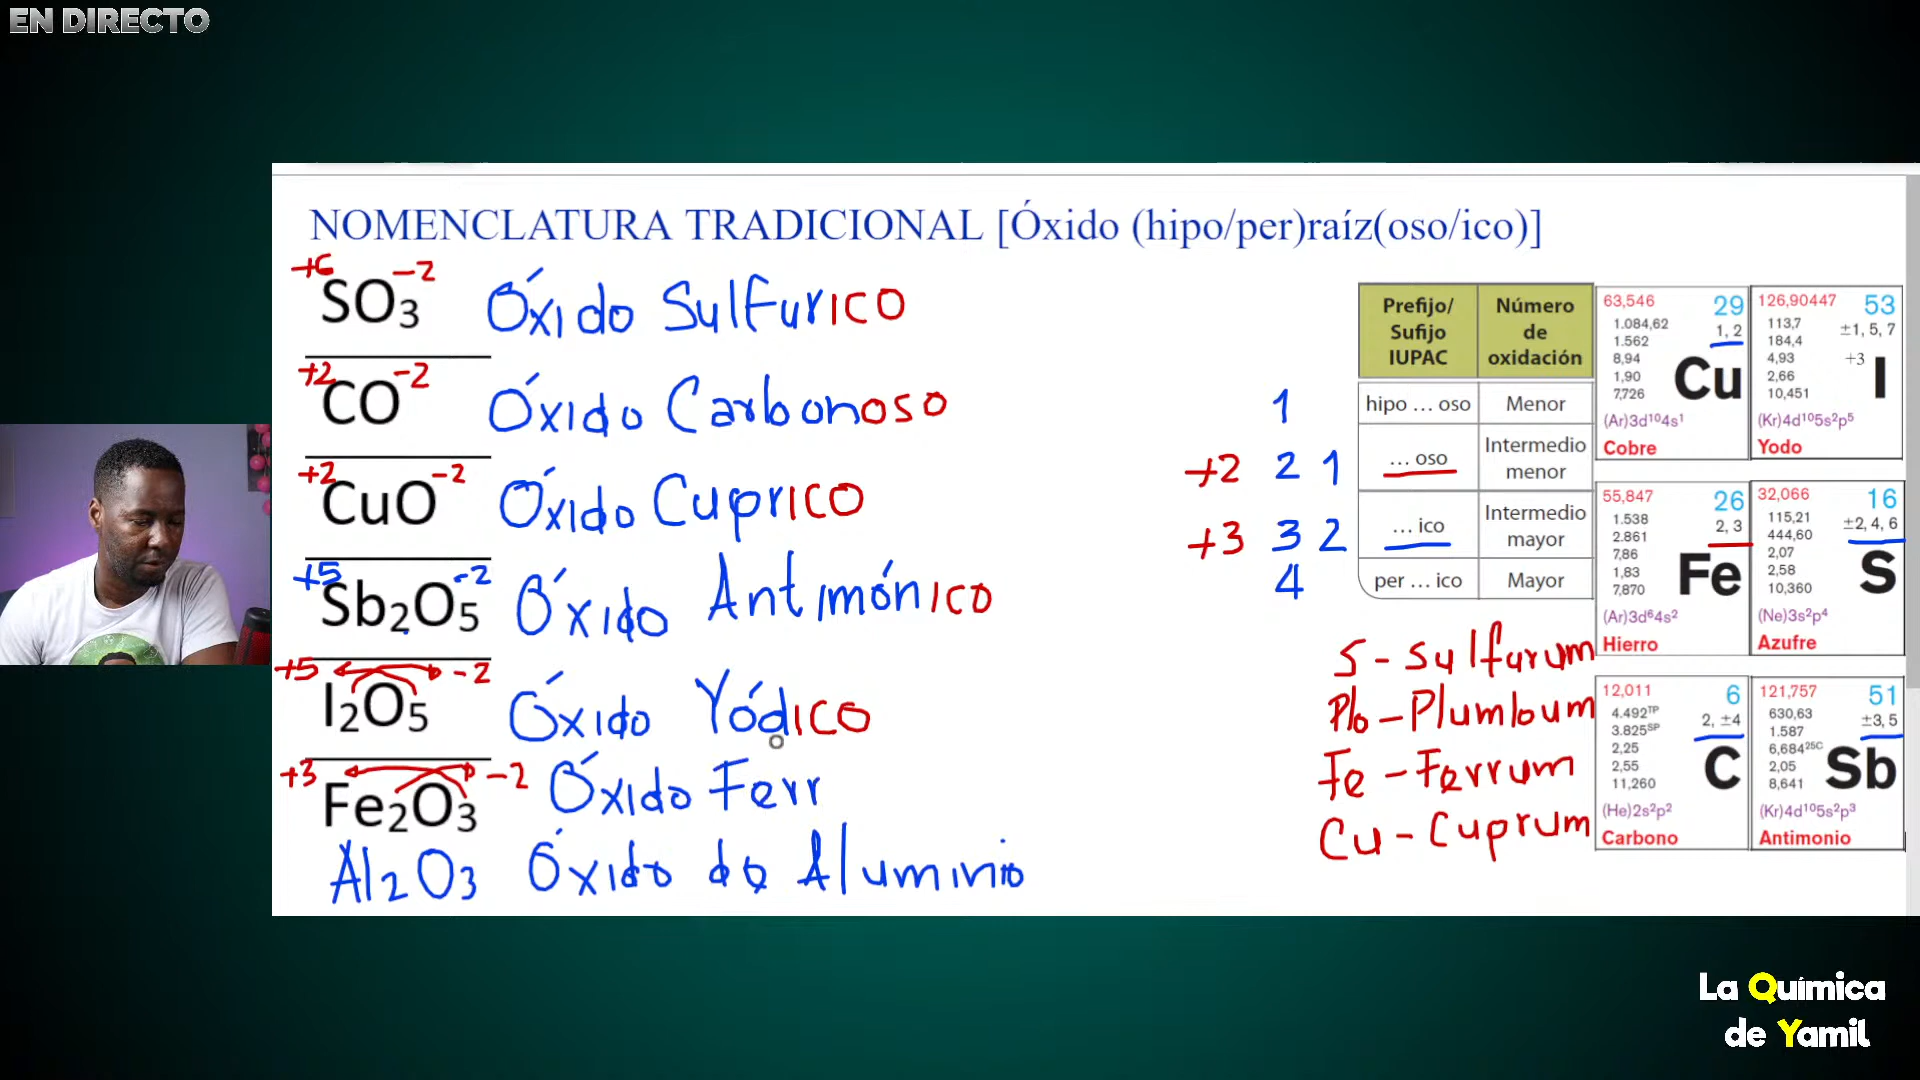 EN DIRECTO
NOMENCLATURA TRADICIONAL [Óxido (hipo/per)raíz(oso/ico)]
+6 -2
SO₃ Óxido Sulfurico
+2 -2
CO Óxido Carbonoso
+2 -2
CuO Óxido Cuprico
+5 -2
Sb₂O₅ Óxido Antimónico
+5 -2
I₂O₅ Óxido Yódico
+3 -2
Fe₂O₃ Óxido Ferr
Al₂O₃ Óxido de Aluminio
Prefijo/ Sufijo IUPAC Número de oxidación
1 hipo ... oso Menor
+2 2 1 ... oso Intermedio menor
+3 3 2 ... ico Intermedio mayor
4 per ... ico Mayor
S - Sulfurum
Pb - Plumbum
Fe - Ferrum
Cu - Cuprum
63,546 29
1.084,62 1, 2
1.562
8,94
1,90
7,726
Cu
(Ar)3d¹⁰4s¹
Cobre
126,90447 53
113,7 ±1, 5, 7
184,4
4,93 +3
2,66
10,451
I
(Kr)4d¹⁰5s²p⁵
Yodo
55,847 26
1.538 2, 3
2.861
7,86
1,83
7,870
Fe
(Ar)3d⁶4s²
Hierro
32,066 16
115,21 ±2, 4, 6
444,60
2,07
2,58
10,360
S
(Ne)3s²p⁴
Azufre
12,011 6
4.492TP 2, ±4
3.825SP
2,25
2,55
11,260
C
(He)2s²p²
Carbono
121,757 51
630,63 ±3, 5
1.587
6,684²⁵C
2,05
8,641
Sb
(Kr)4d¹⁰5s²p³
Antimonio
La Química
de Yamil